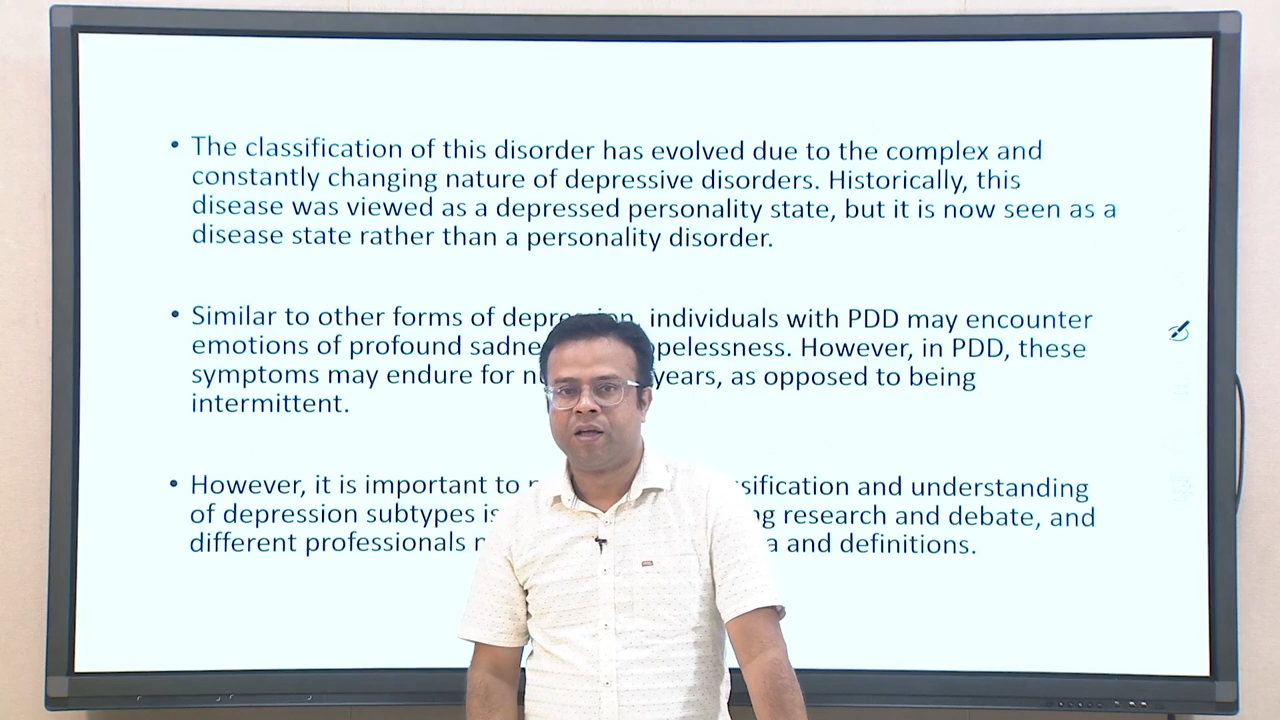 • The classification of this disorder has evolved due to the complex and
constantly changing nature of depressive disorders. Historically, this
disease was viewed as a depressed personality state, but it is now seen as a
disease state rather than a personality disorder.
• Similar to other forms of depression, individuals with PDD may encounter
emotions of profound sadne pelessness. However, in PDD, these
symptoms may endure for years, as opposed to being
intermittent.
• However, it is important to sification and understanding
of depression subtypes is ng research and debate, and
different professionals a and definitions.